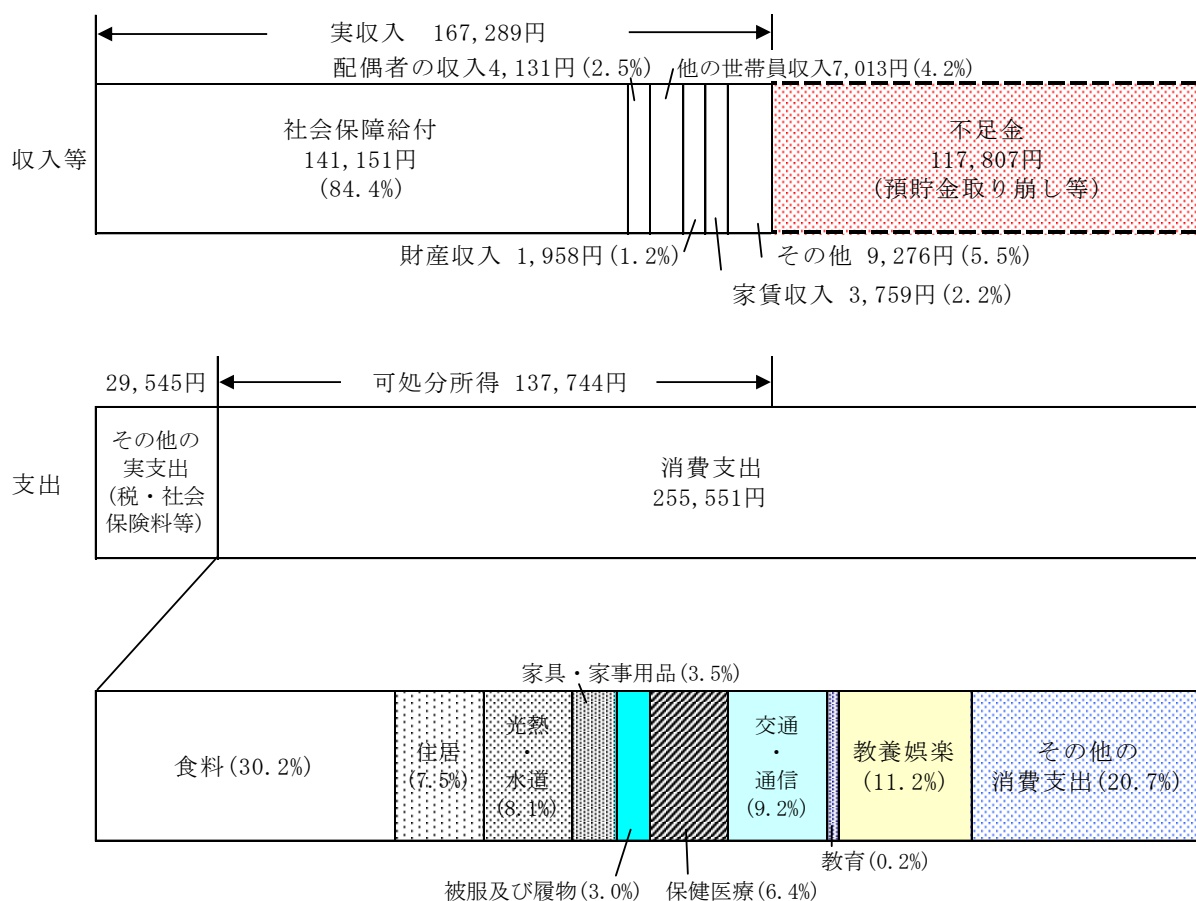 実収入 167,289円
配偶者の収入4,131円(2.5%) 他の世帯員収入7,013円(4.2%)
収入等
社会保障給付
141,151円
(84.4%)
不足金
117,807円
(預貯金取り崩し等)
財産収入 1,958円(1.2%)
その他 9,276円(5.5%)
家賃収入 3,759円(2.2%)
29,545円
可処分所得 137,744円
支出
その他の
実支出
(税・社会
保険料等)
消費支出
255,551円
家具・家事用品(3.5%)
食料(30.2%)
住居
(7.5%)
光熱
・
水道
(8.1%)
交通
・
通信
(9.2%)
教養娯楽
(11.2%)
その他の
消費支出(20.7%)
教育(0.2%)
被服及び履物(3.0%)
保健医療(6.4%)